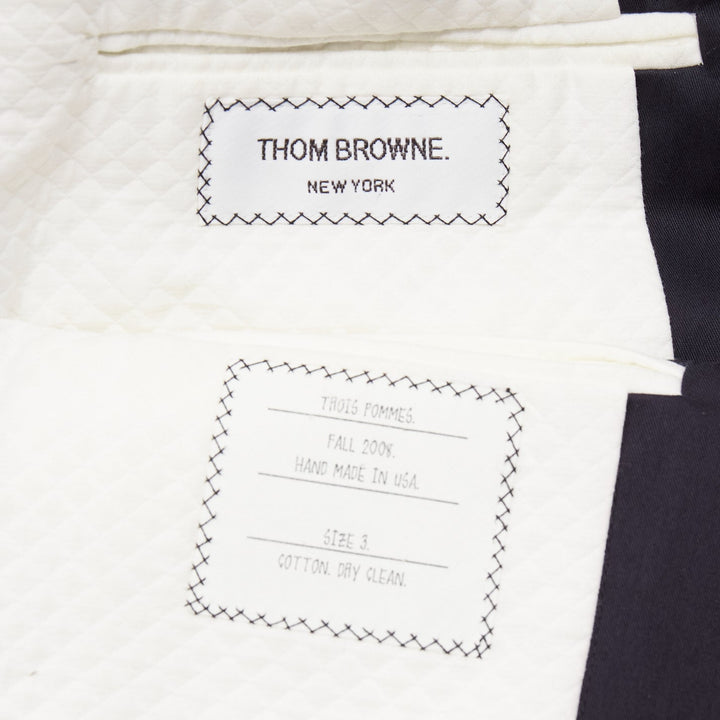 THOM BROWNE.
NEW YORK
TROIS POMMES.
FALL 2008.
HAND MADE IN USA.
SIZE 3.
COTTON. DRY CLEAN.